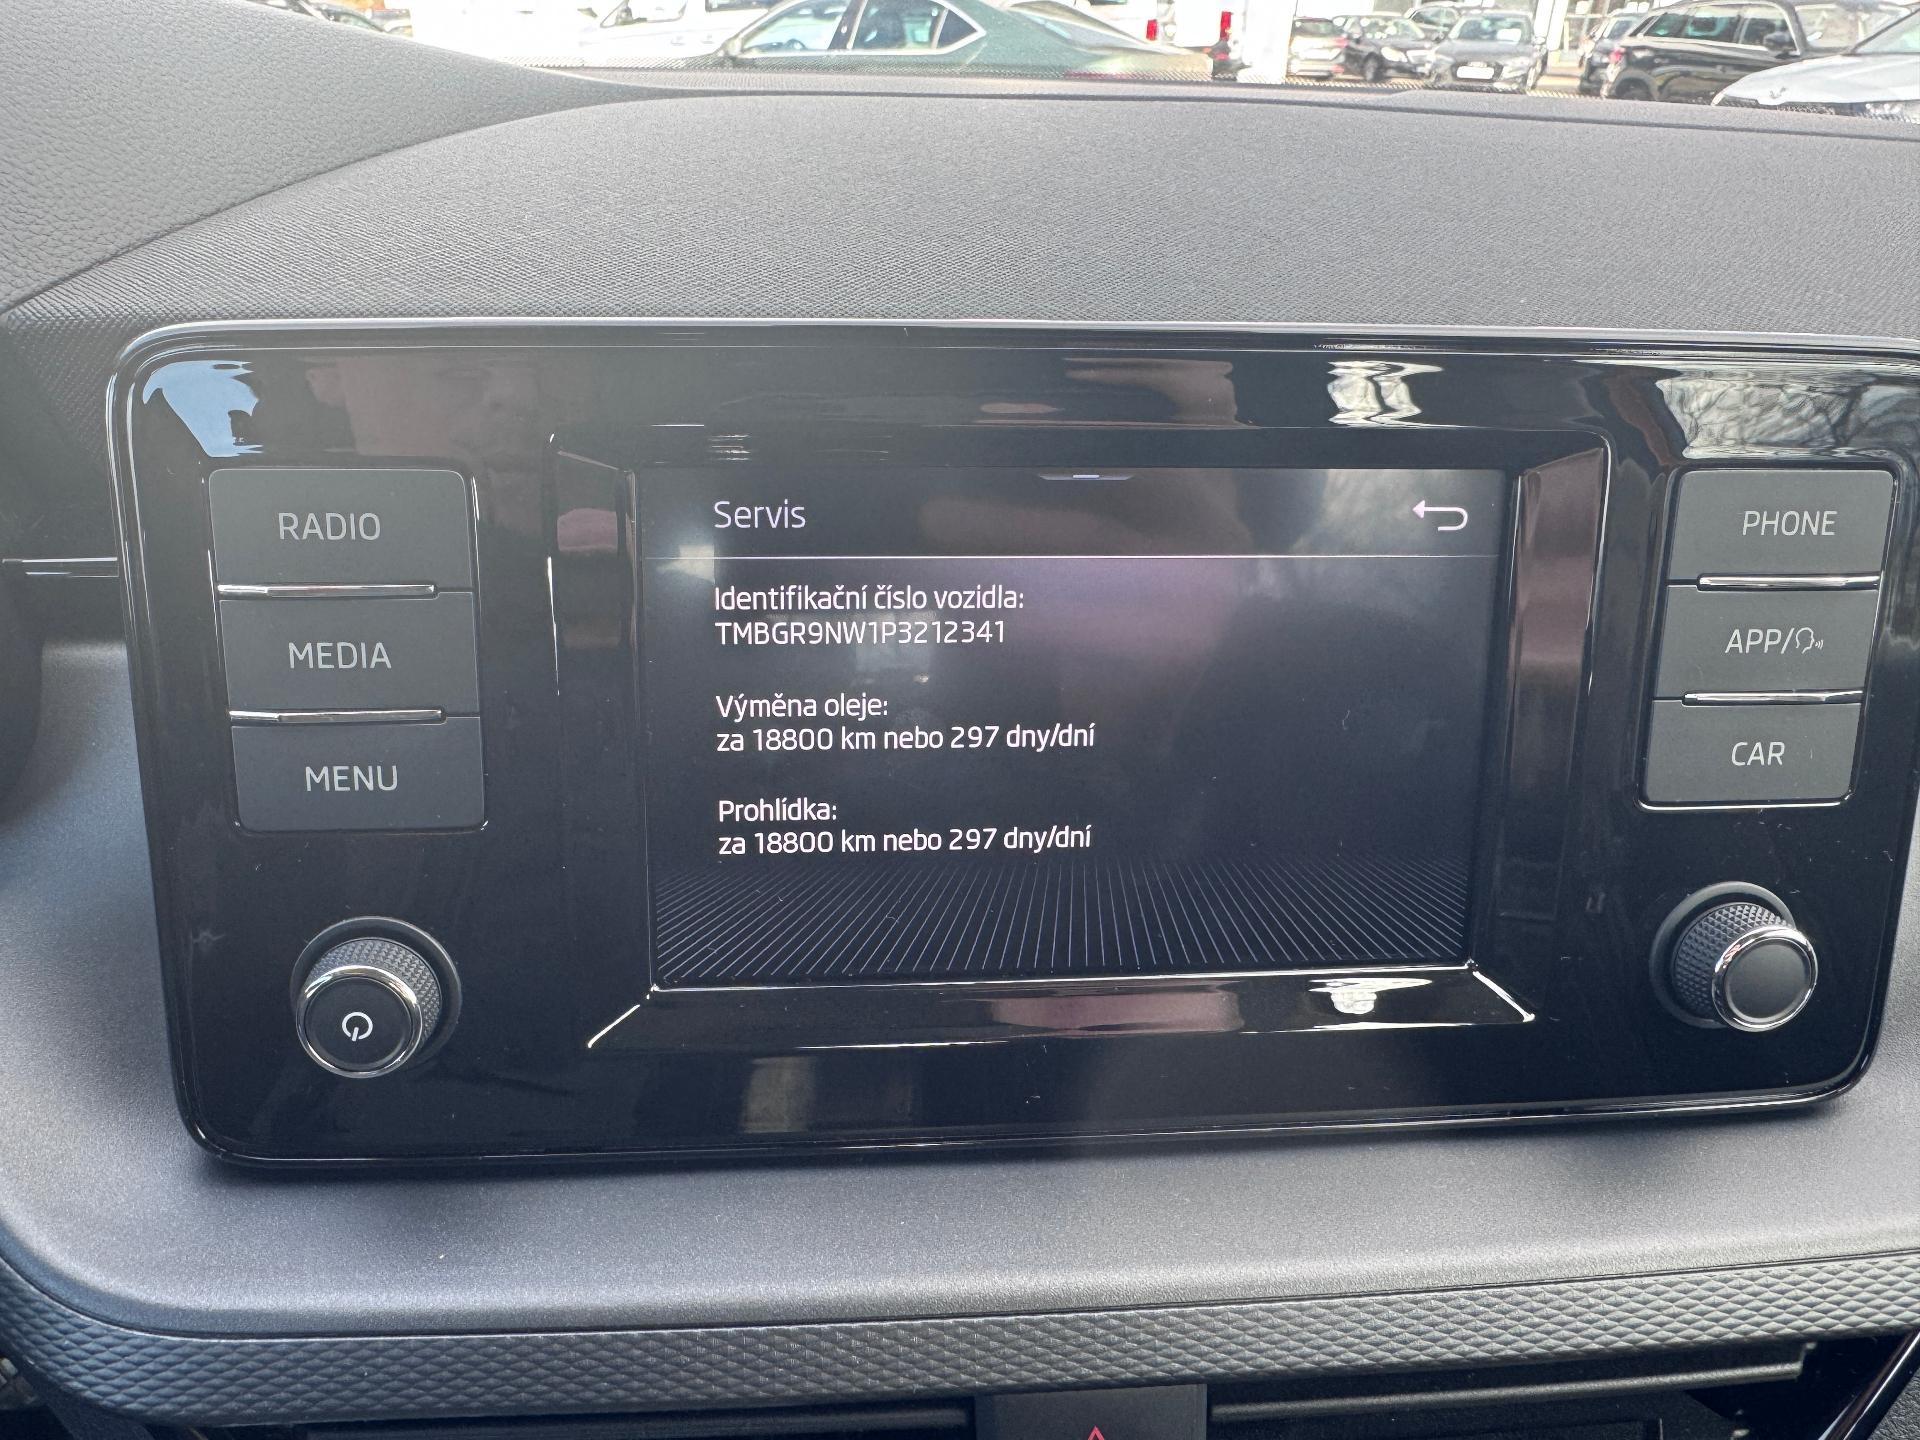 Servis
Identifikační číslo vozidla:
TMBGR9NW1P3212341
Výměna oleje:
za 18800 km nebo 297 dny/dní
Prohlídka:
za 18800 km nebo 297 dny/dní
RADIO
MEDIA
MENU
PHONE
APP/
CAR